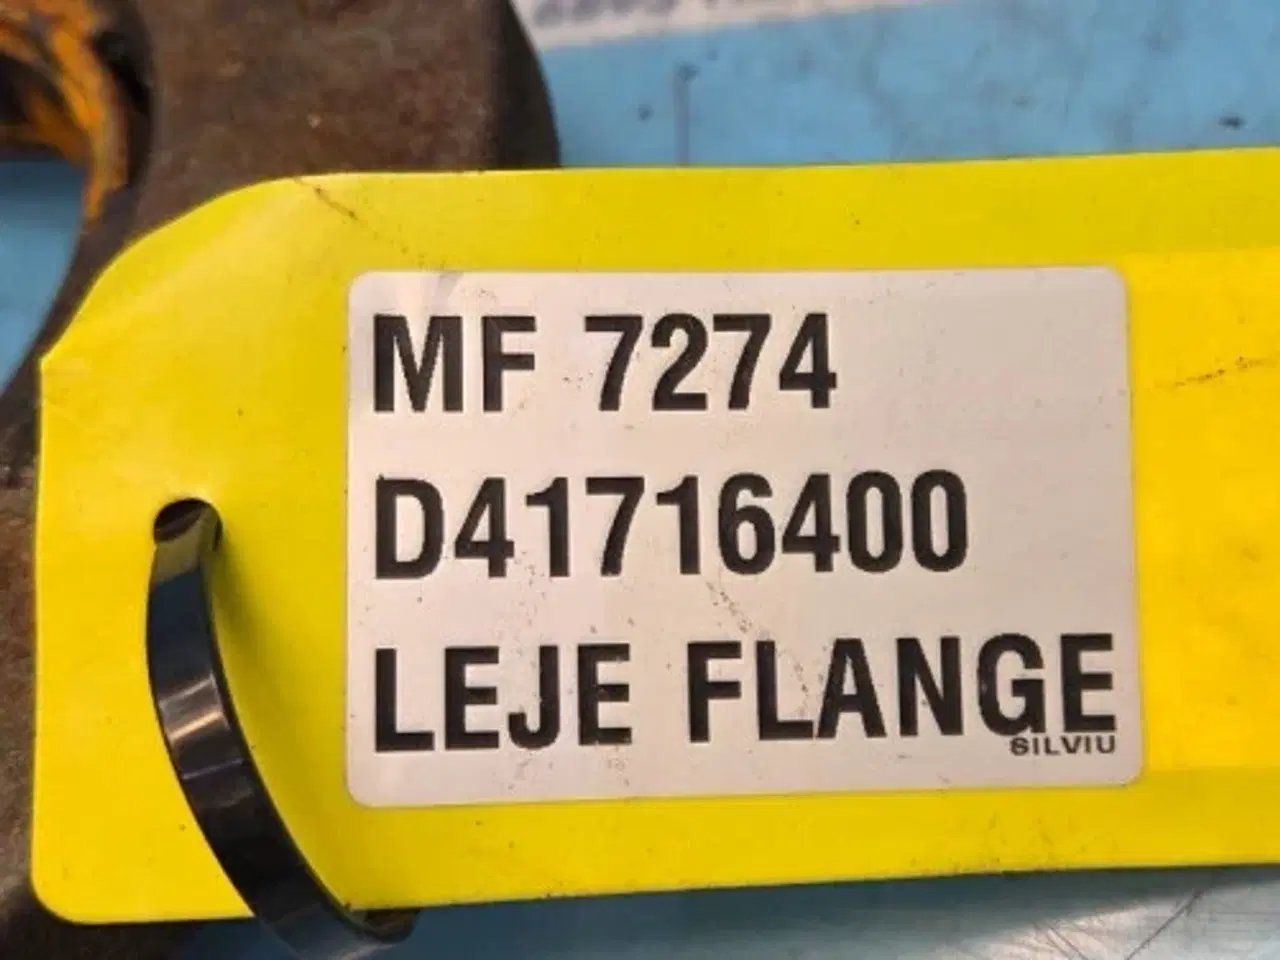 MF 7274
D41716400
LEJE FLANGE
SILVIU